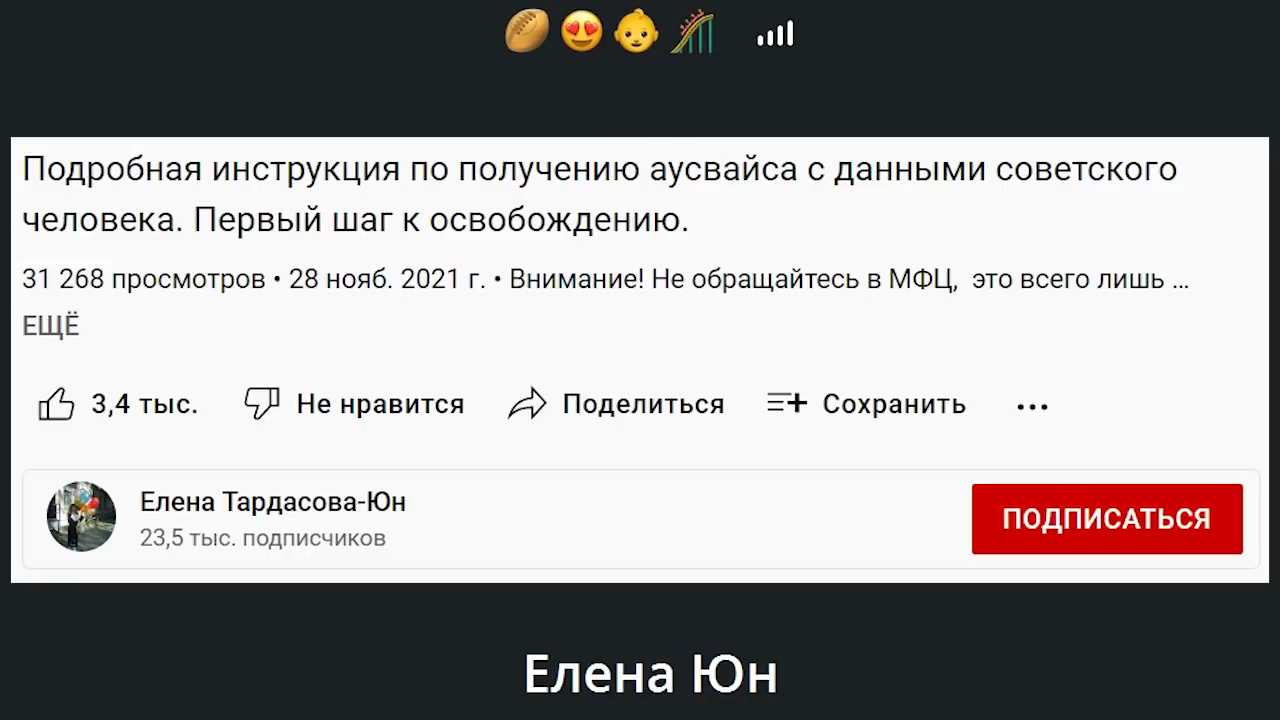 Подробная инструкция по получению аусвайса с данными советского
человека. Первый шаг к освобождению.
31 268 просмотров • 28 нояб. 2021 г. • Внимание! Не обращайтесь в МФЦ, это всего лишь ...
ЕЩЁ
3,4 тыс. Не нравится Поделиться Сохранить ...
Елена Тардасова-Юн
23,5 тыс. подписчиков
ПОДПИСАТЬСЯ
Елена Юн